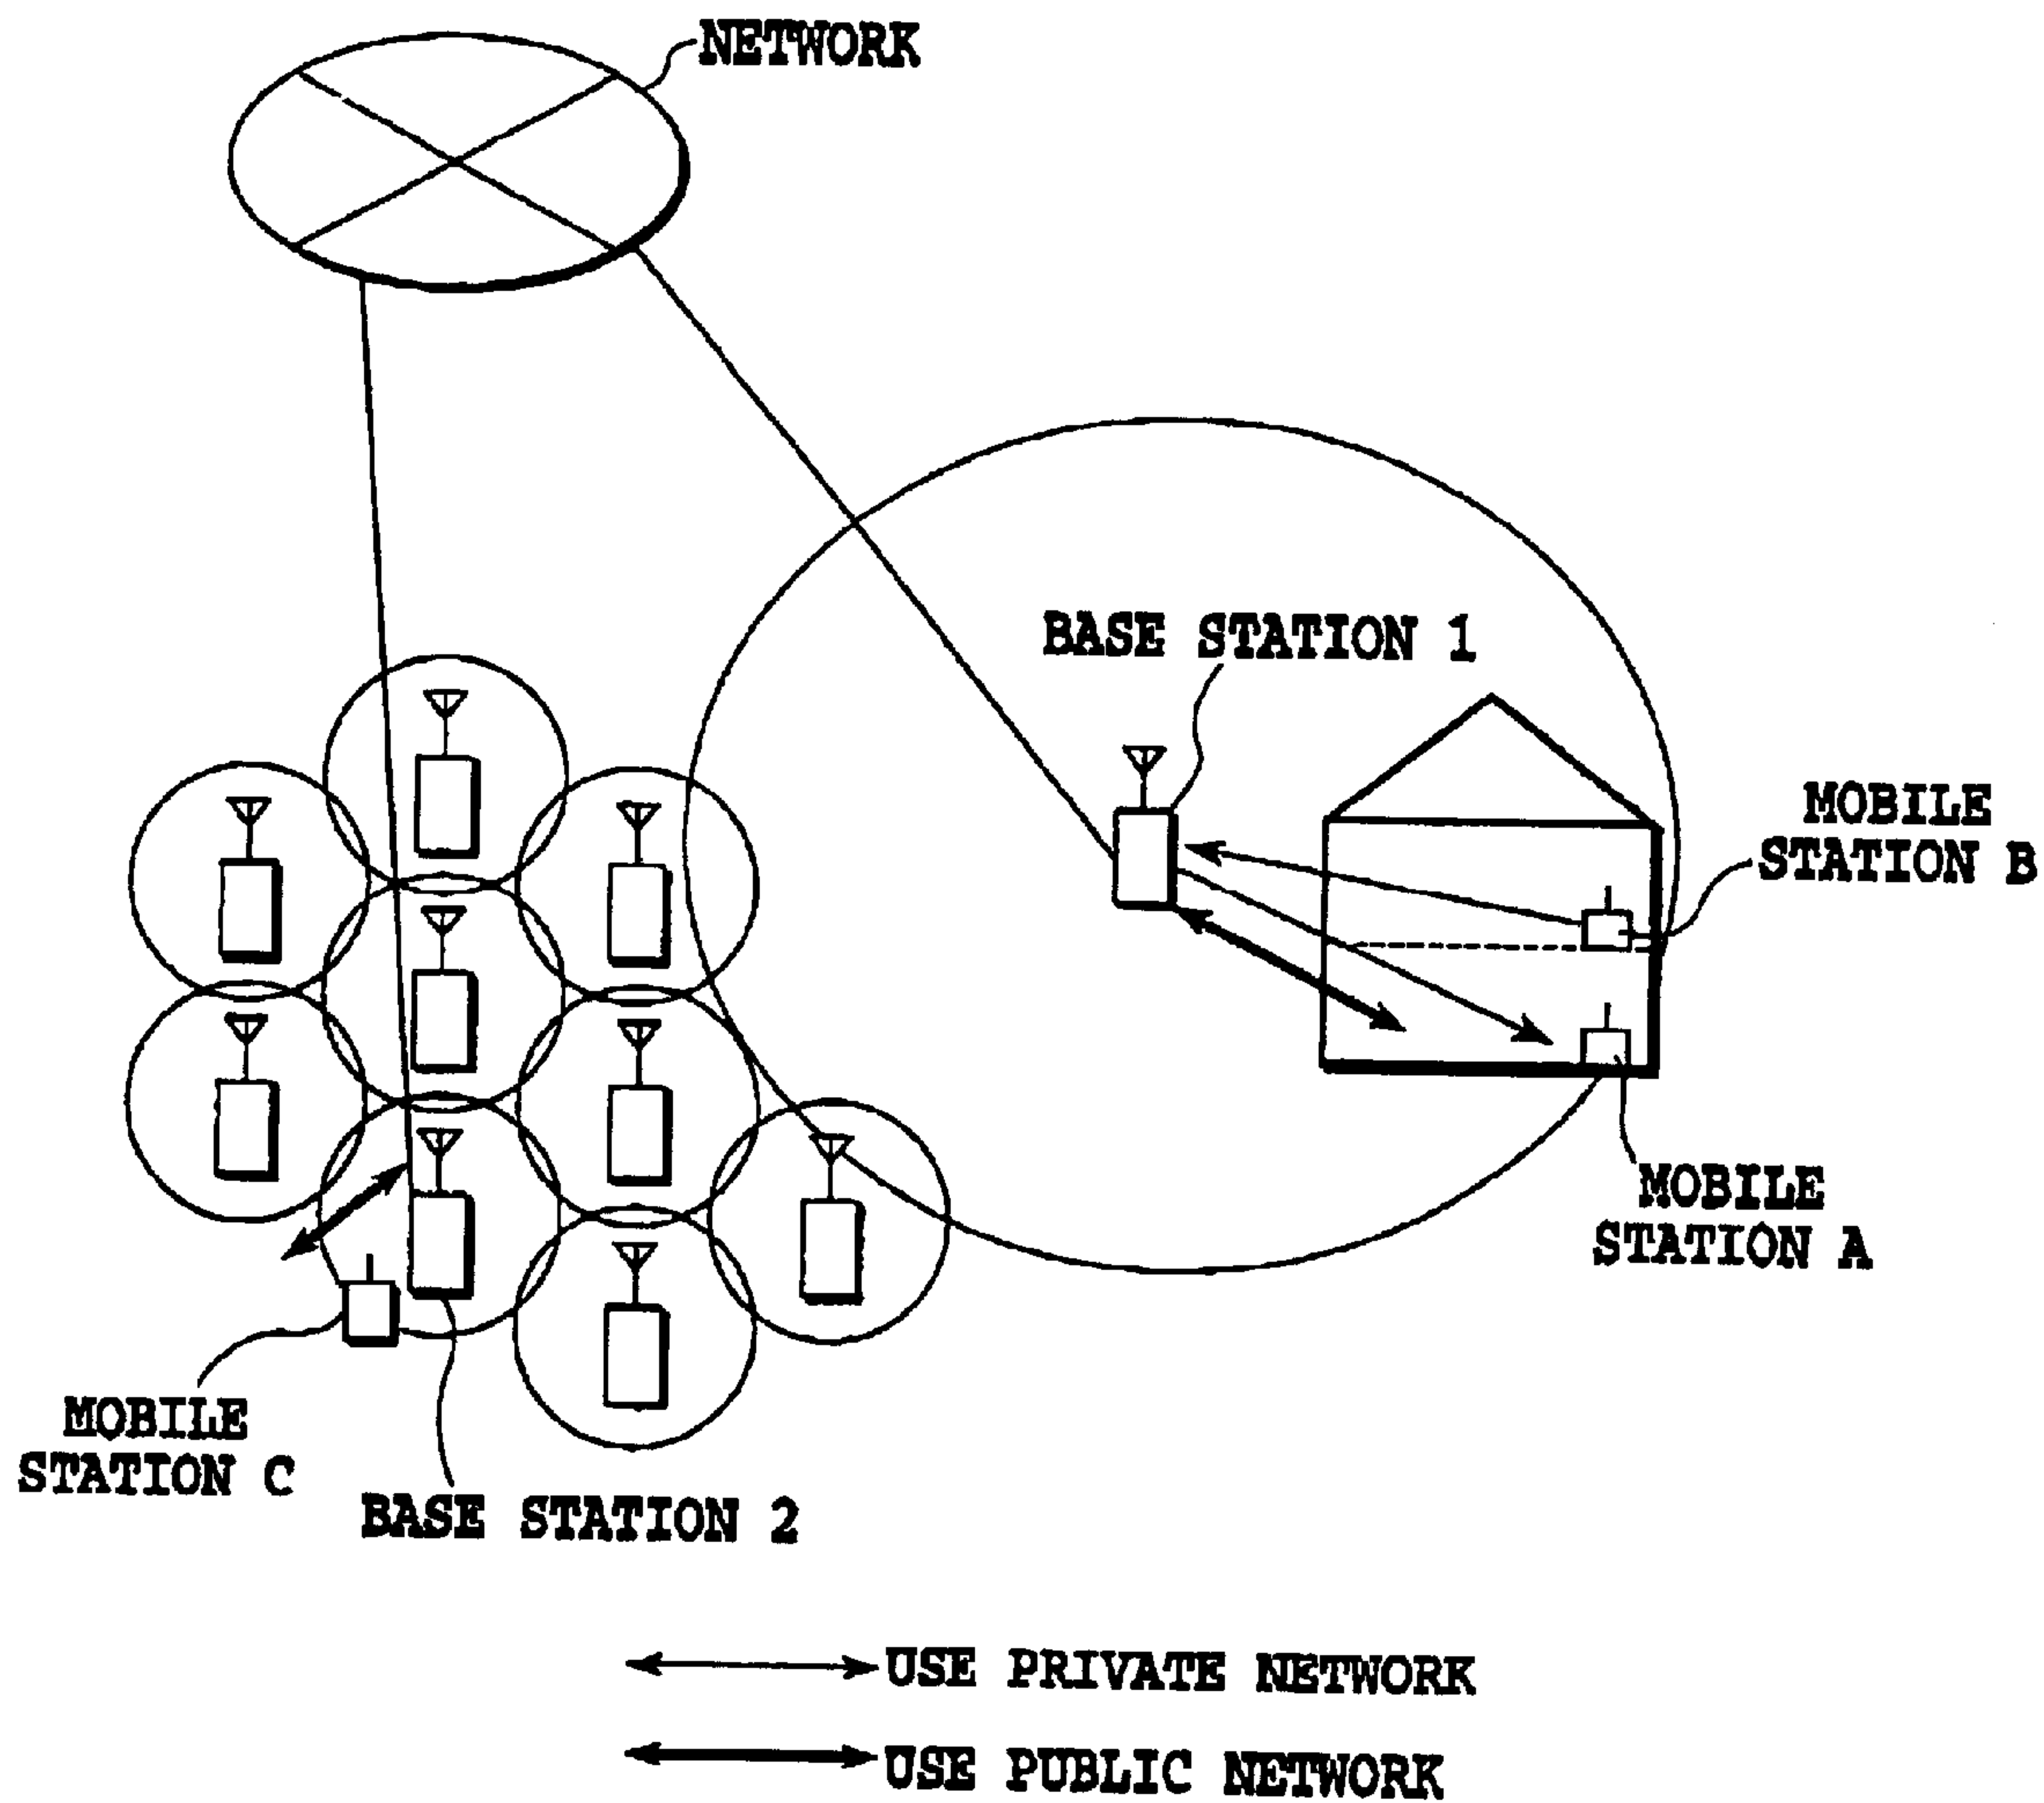 NETWORK
BASE STATION 1
MOBILE
STATION B
MOBILE
STATION A
MOBILE
STATION C
BASE STATION 2
USE PRIVATE NETWORK
USE PUBLIC NETWORK